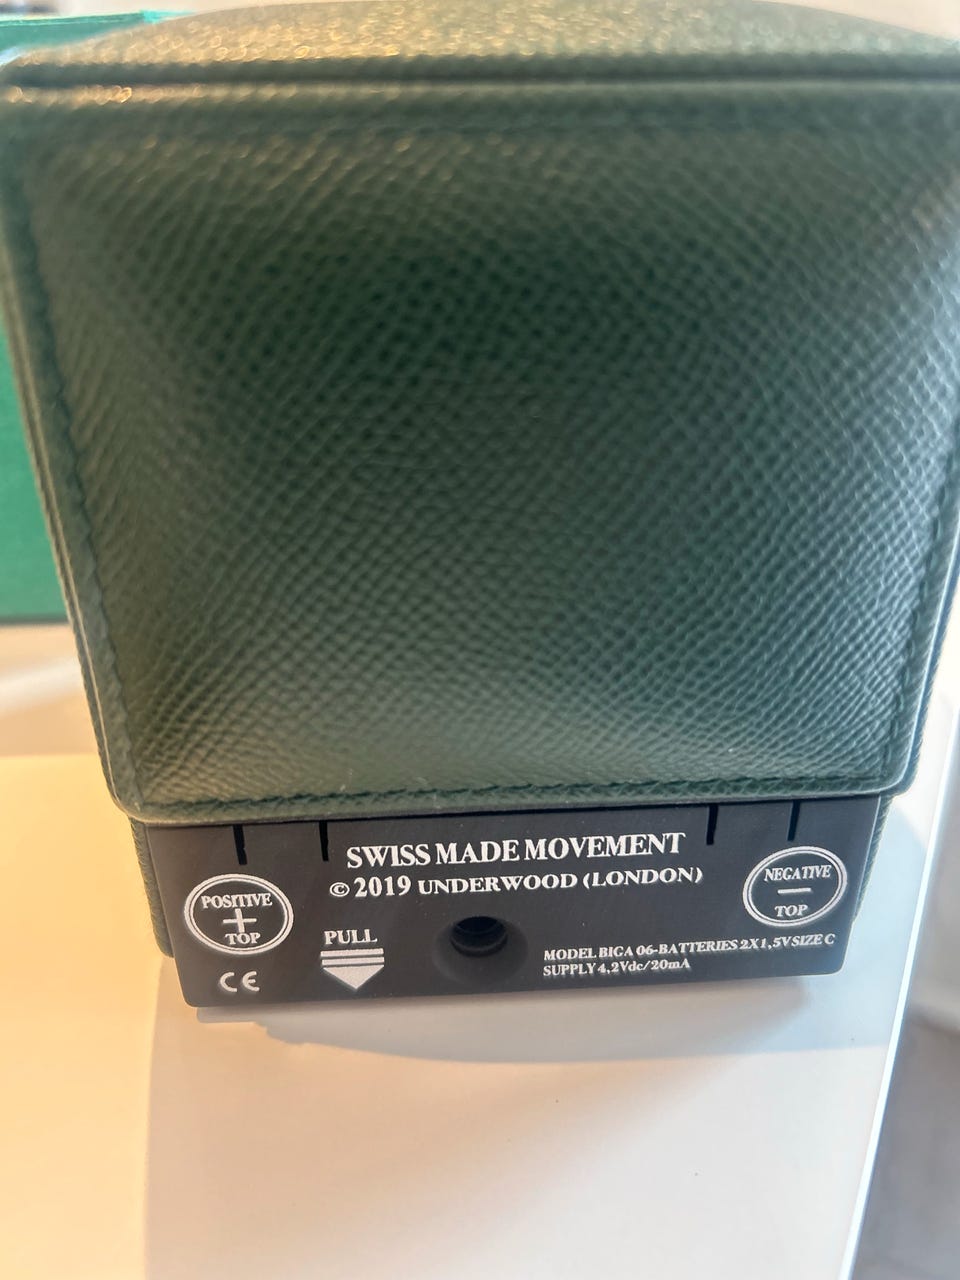 SWISS MADE MOVEMENT
© 2019 UNDERWOOD (LONDON)
POSITIVE
+
TOP
NEGATIVE
—
TOP
PULL
CE
MODEL BIGA 06-BATTERIES 2X1,5V SIZE C
SUPPLY 4,2Vdc/20mA